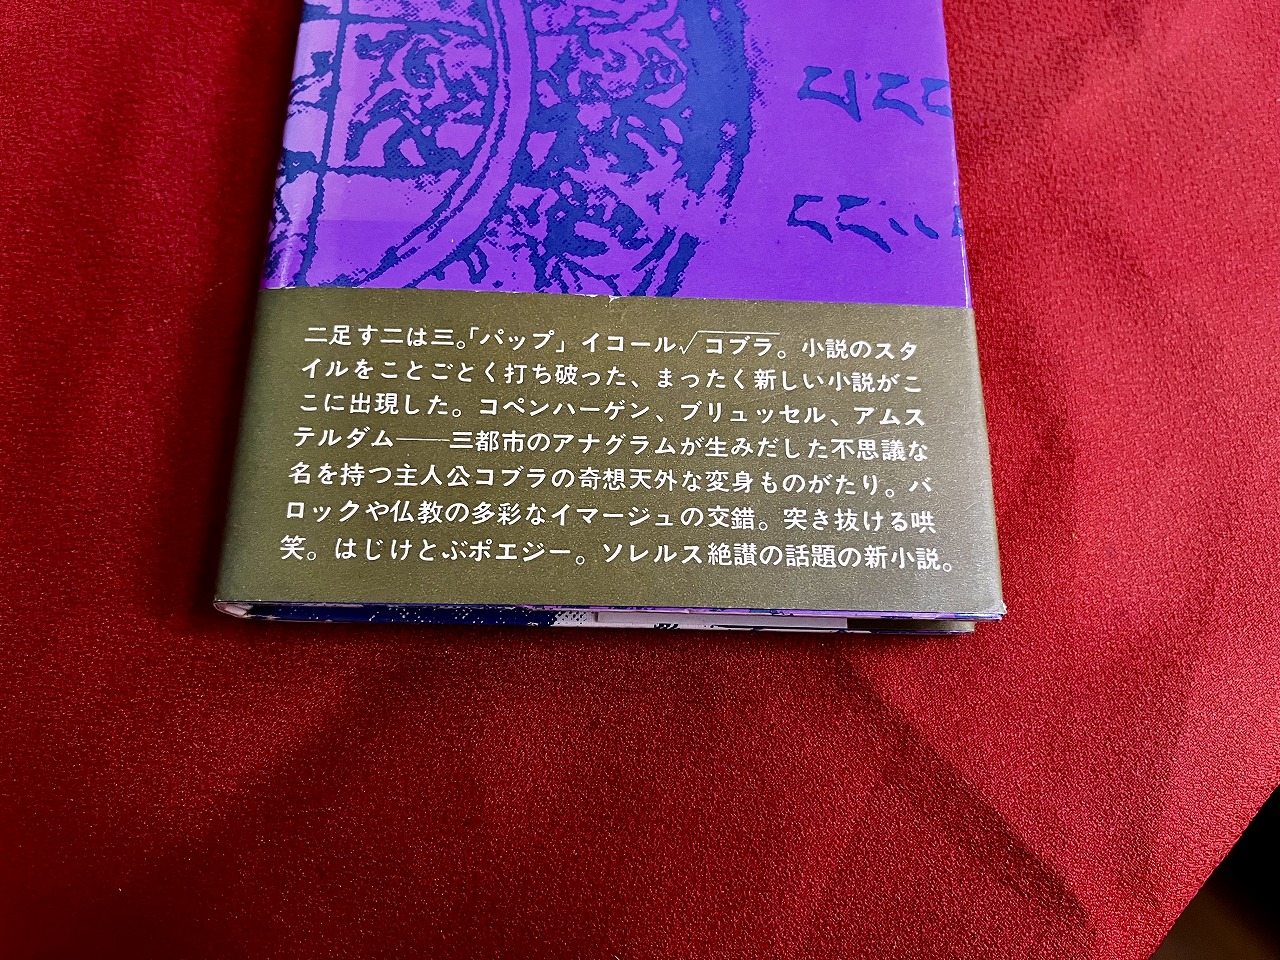 二足す二は三。「パップ」イコール√コブラ。小説のスタ
イルをことごとく打ち破った、まったく新しい小説がこ
こに出現した。コペンハーゲン、ブリュッセル、アムス
テルダム——三都市のアナグラムが生みだした不思議な
名を持つ主人公コブラの奇想天外な変身ものがたり。バ
ロックや仏教の多彩なイマージュの交錯。突き抜ける哄
笑。はじけとぶポエジー。ソレルス絶讃の話題の新小説。